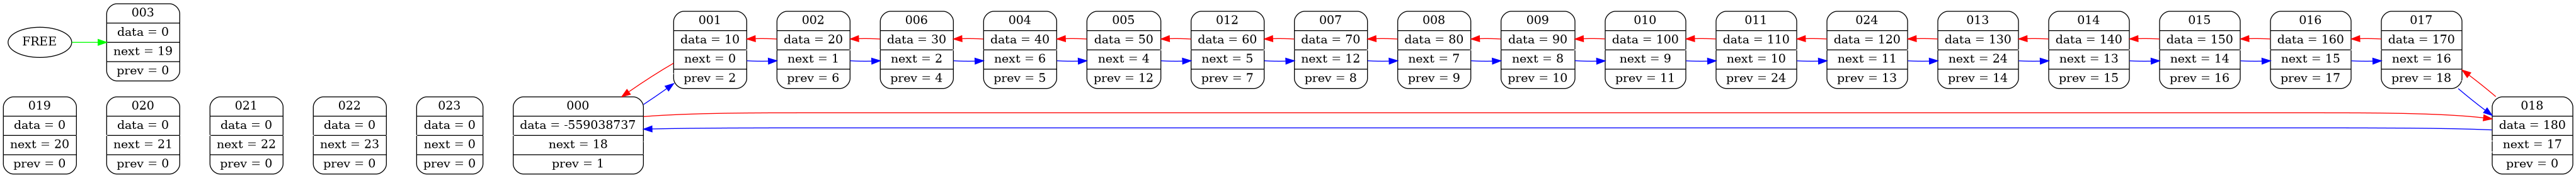 FREE
003
data = 0
next = 19
prev = 0
001
data = 10
next = 0
prev = 2
002
data = 20
next = 1
prev = 6
006
data = 30
next = 2
prev = 4
004
data = 40
next = 6
prev = 5
005
data = 50
next = 4
prev = 12
012
data = 60
next = 5
prev = 7
007
data = 70
next = 12
prev = 8
008
data = 80
next = 7
prev = 9
009
data = 90
next = 8
prev = 10
010
data = 100
next = 9
prev = 11
011
data = 110
next = 10
prev = 24
024
data = 120
next = 11
prev = 13
013
data = 130
next = 24
prev = 14
014
data = 140
next = 13
prev = 15
015
data = 150
next = 14
prev = 16
016
data = 160
next = 15
prev = 17
017
data = 170
next = 16
prev = 18
019
data = 0
next = 20
prev = 0
020
data = 0
next = 21
prev = 0
021
data = 0
next = 22
prev = 0
022
data = 0
next = 23
prev = 0
023
data = 0
next = 0
prev = 0
000
data = -559038737
next = 18
prev = 1
018
data = 180
next = 17
prev = 0